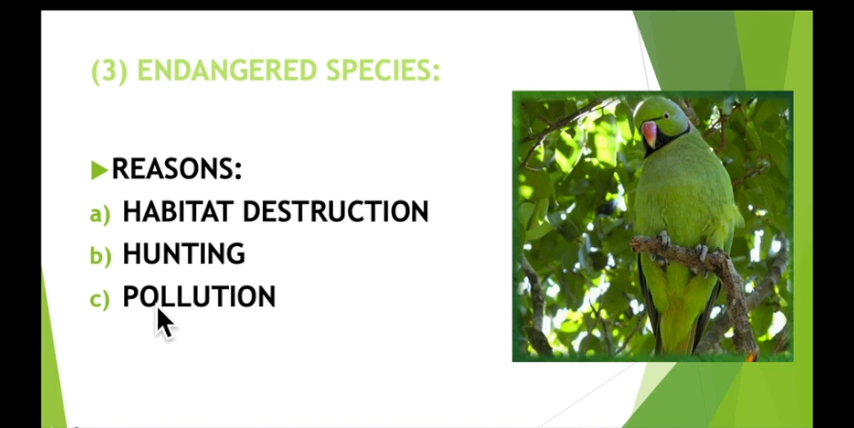 (3) ENDANGERED SPECIES:
REASONS:
a) HABITAT DESTRUCTION
b) HUNTING
c) POLLUTION